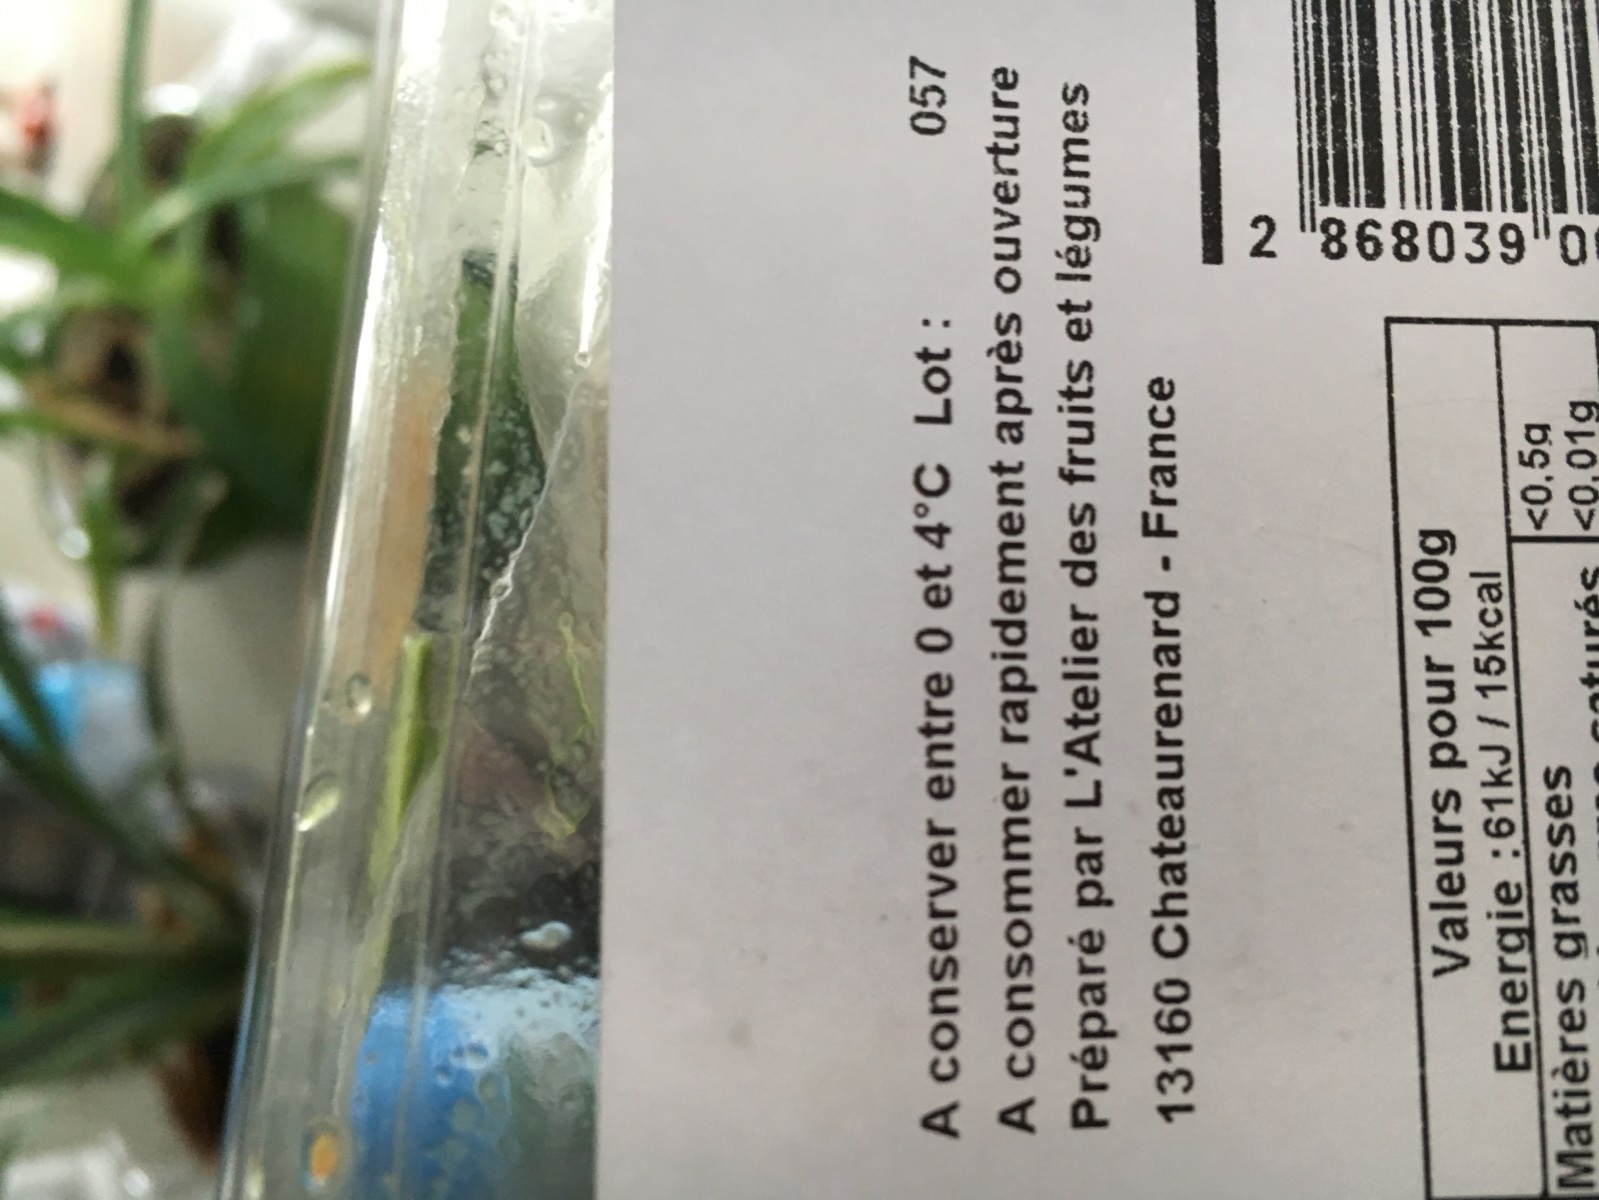 A conserver entre 0 et 4°C Lot : 057
A consommer rapidement après ouverture
Préparé par L'Atelier des fruits et légumes
13160 Chateaurenard - France
2 868039
Valeurs pour 100g
Energie : 61kJ / 15kcal
Matières grasses <0,5g
saturés <0,01g